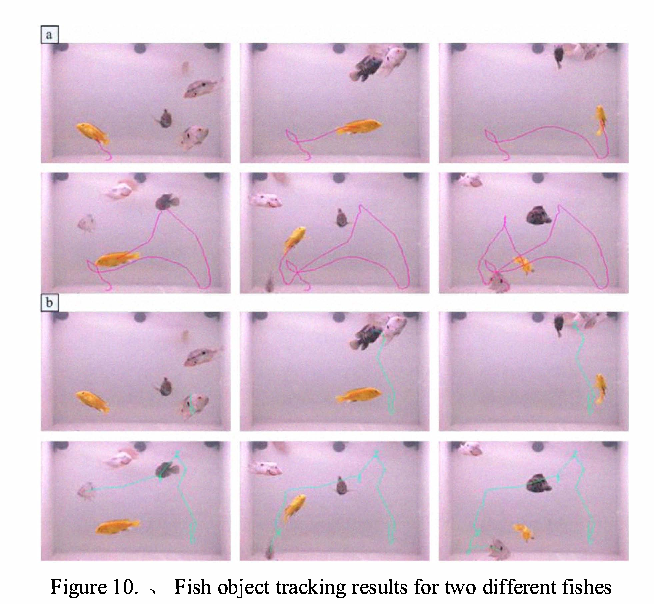 a
b
Figure 10. 、 Fish object tracking results for two different fishes